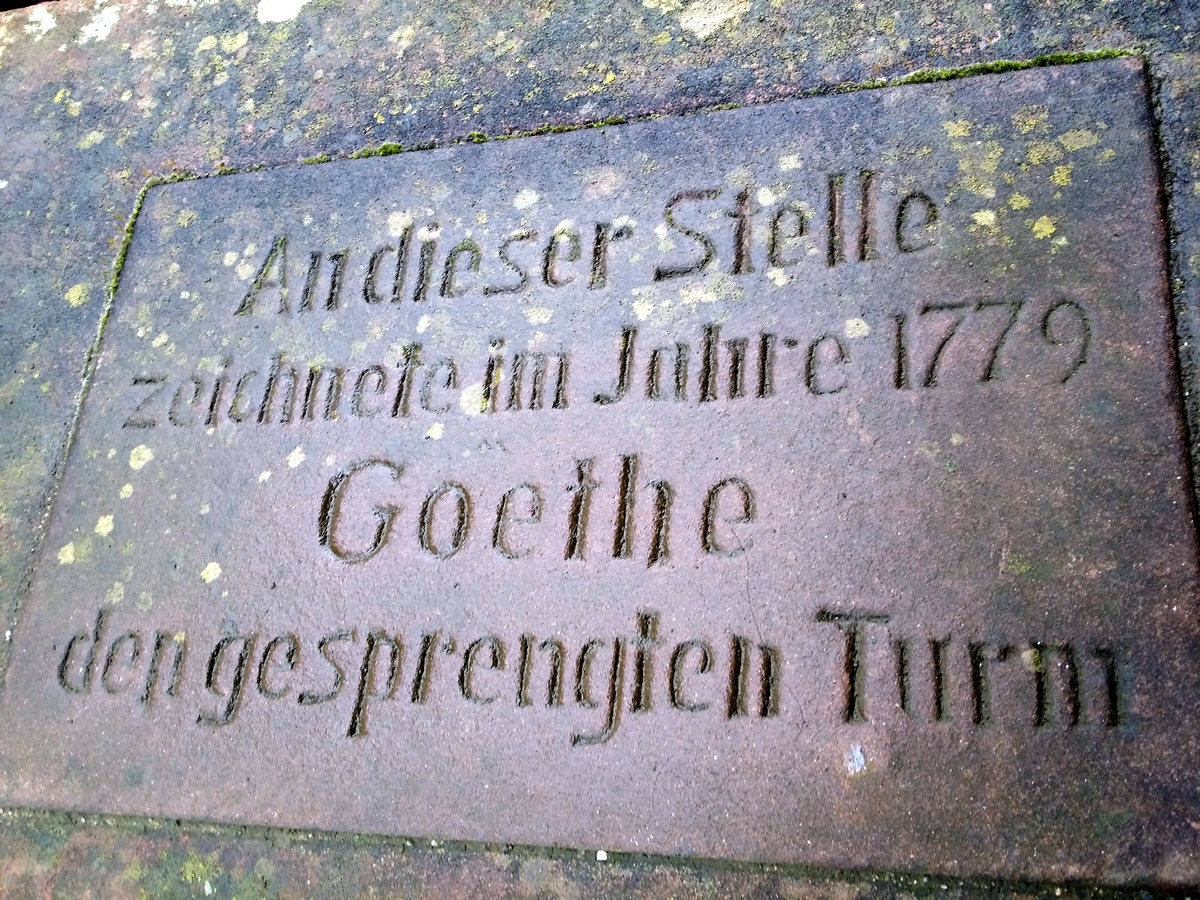 An dieser Stelle
zeichnete im Jahre 1779
Goethe
den gesprengten Turm